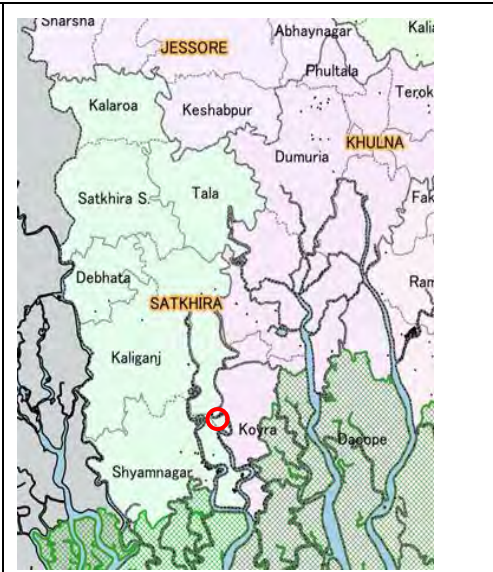 Sharsha
Abhaynagar
Kalia
JESSORE
Phultala
Terok
Kalaroa
Keshabpur
KHULNA
Dumuria
Satkhira S.
Tala
Fak
Debhata
Ram
SATKHIRA
Kaliganj
Koyra
Dacope
Shyamnagar